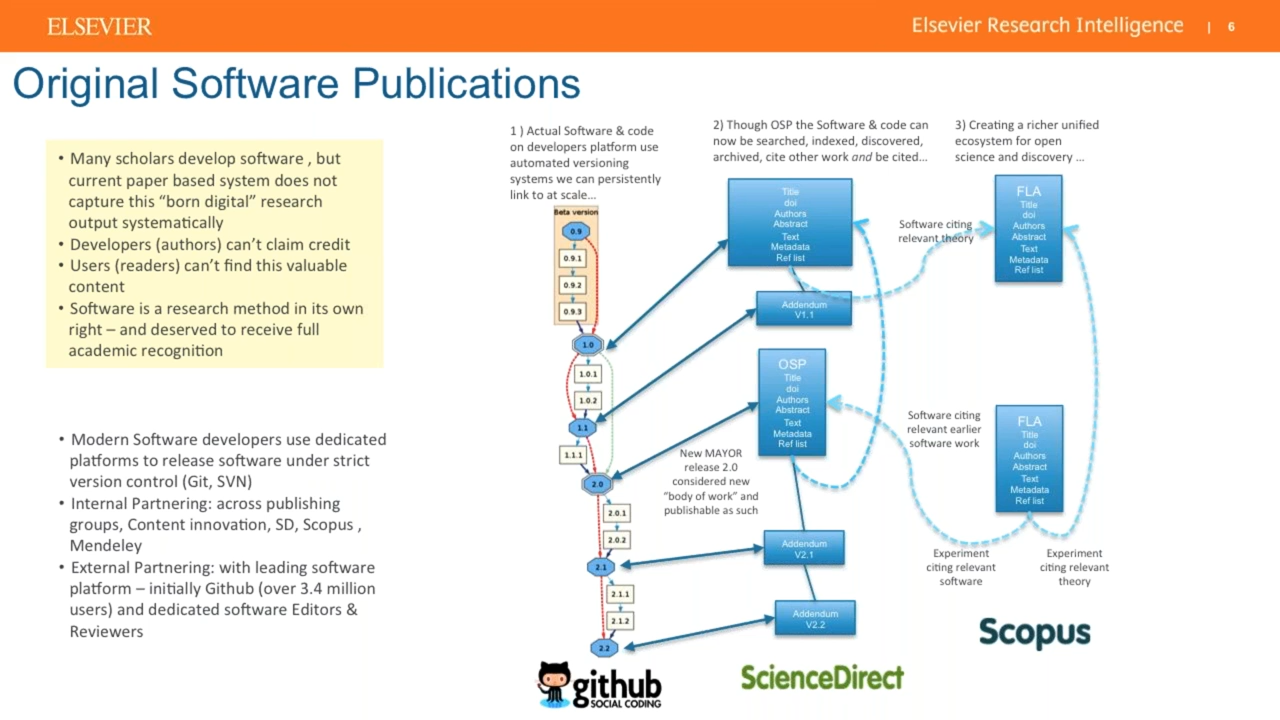 ELSEVIER
Elsevier Research Intelligence | 6
Original Software Publications
• Many scholars develop software , but
current paper based system does not
capture this “born digital” research
output systematically
• Developers (authors) can’t claim credit
• Users (readers) can’t find this valuable
content
• Software is a research method in its own
right – and deserved to receive full
academic recognition
• Modern Software developers use dedicated
platforms to release software under strict
version control (Git, SVN)
• Internal Partnering: across publishing
groups, Content innovation, SD, Scopus ,
Mendeley
• External Partnering: with leading software
platform – initially Github (over 3.4 million
users) and dedicated software Editors &
Reviewers
1 ) Actual Software & code
on developers platform use
automated versioning
systems we can persistently
link to at scale…
Beta version
0.9
0.9.1
0.9.2
0.9.3
1.0
1.0.1
1.0.2
1.1
1.1.1
2.0
2.0.1
2.0.2
2.1
2.1.1
2.1.2
2.2
github
SOCIAL CODING
2) Though OSP the Software & code can
now be searched, indexed, discovered,
archived, cite other work and be cited…
Title
doi
Authors
Abstract
Text
Metadata
Ref list
Addendum
V1.1
OSP
Title
doi
Authors
Abstract
Text
Metadata
Ref list
New MAYOR
release 2.0
considered new
“body of work” and
publishable as such
Addendum
V2.1
Addendum
V2.2
ScienceDirect
3) Creating a richer unified
ecosystem for open
science and discovery …
Software citing
relevant theory
FLA
Title
doi
Authors
Abstract
Text
Metadata
Ref list
Software citing
relevant earlier
software work
FLA
Title
doi
Authors
Abstract
Text
Metadata
Ref list
Experiment
citing relevant
software
Experiment
citing relevant
theory
Scopus